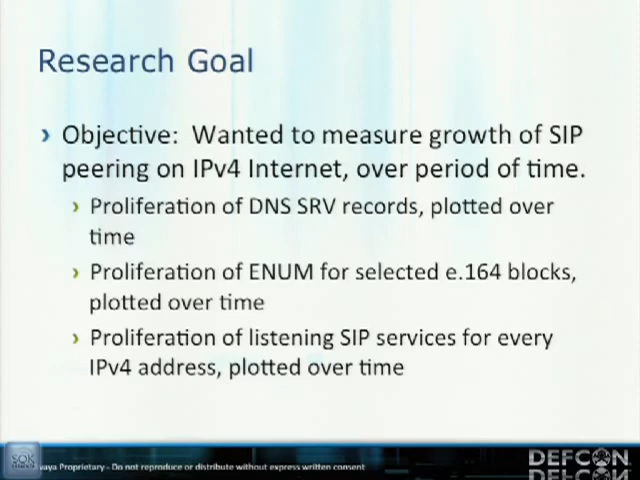 Research Goal
› Objective: Wanted to measure growth of SIP
peering on IPv4 Internet, over period of time.
› Proliferation of DNS SRV records, plotted over
time
› Proliferation of ENUM for selected e.164 blocks,
plotted over time
› Proliferation of listening SIP services for every
IPv4 address, plotted over time
Proprietary - Do not reproduce or distribute without express written consent
DEFCON